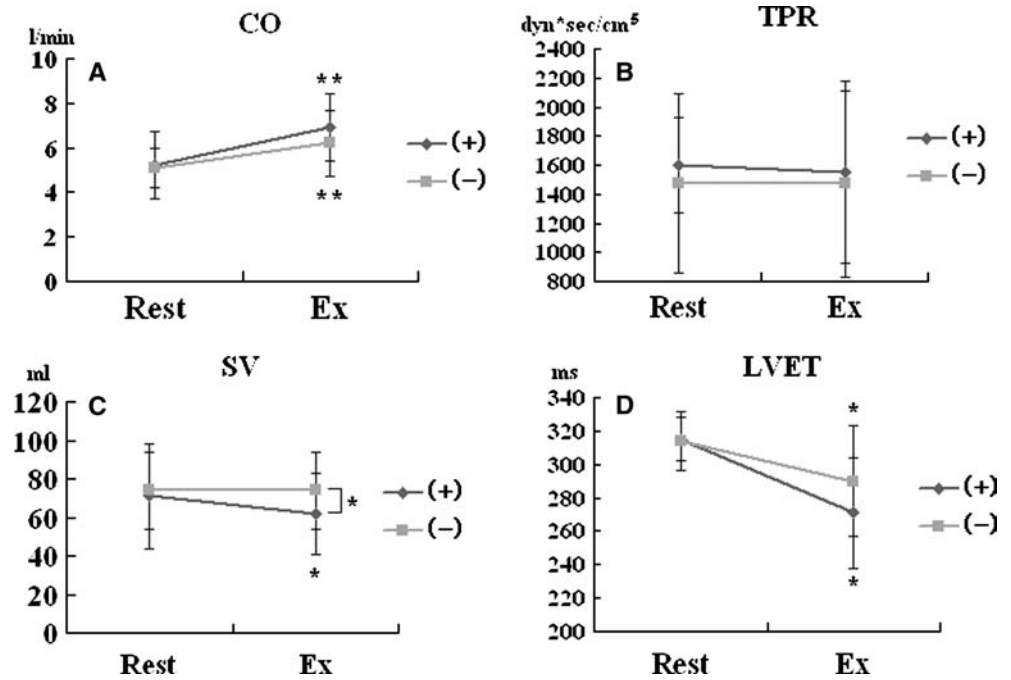 CO
l/min
10
8
6
4
2
0
A
**
**
(+)
(−)
Rest Ex
TPR
dyn*sec/cm⁵
2400
2200
2000
1800
1600
1400
1200
1000
800
B
(+)
(−)
Rest Ex
SV
ml
120
100
80
60
40
20
0
C
*
*
(+)
(−)
Rest Ex
LVET
ms
340
320
300
280
260
240
220
200
D
*
*
(+)
(−)
Rest Ex